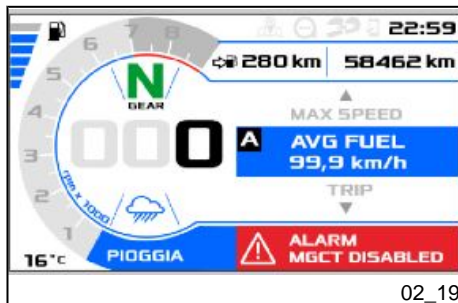 22:59
280 km 58462 km
8
7
6
5
4
3
2
1
rpm x 1000
N
GEAR
000
MAX SPEED
A AVG FUEL
99,9 km/h
TRIP
16°C
PIOGGIA
ALARM
MGCT DISABLED
02_19